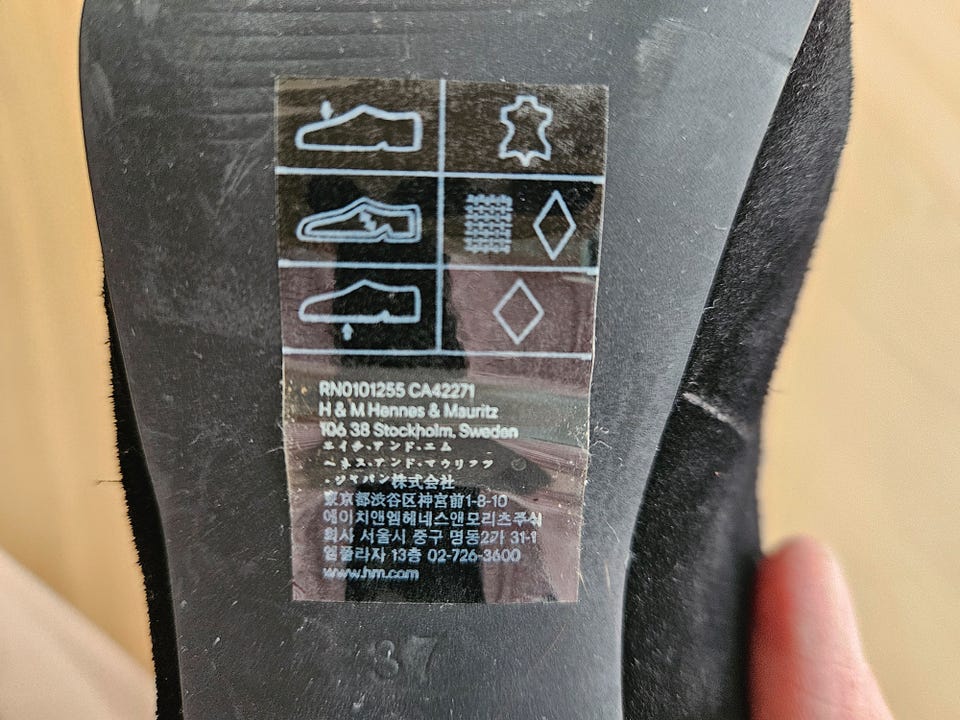 RN0101255 CA42271
H & M Hennes & Mauritz
106 38 Stockholm, Sweden
エイチ・アンド・エム
ヘネス・アンド・マウリッツ
・ジャパン株式会社
東京都渋谷区神宮前1-8-10
에이치앤엠헤네스앤모리츠주식
회사 서울시 중구 명동2가 31-1
엠플라자 13층 02-726-3600
www.hm.com
37